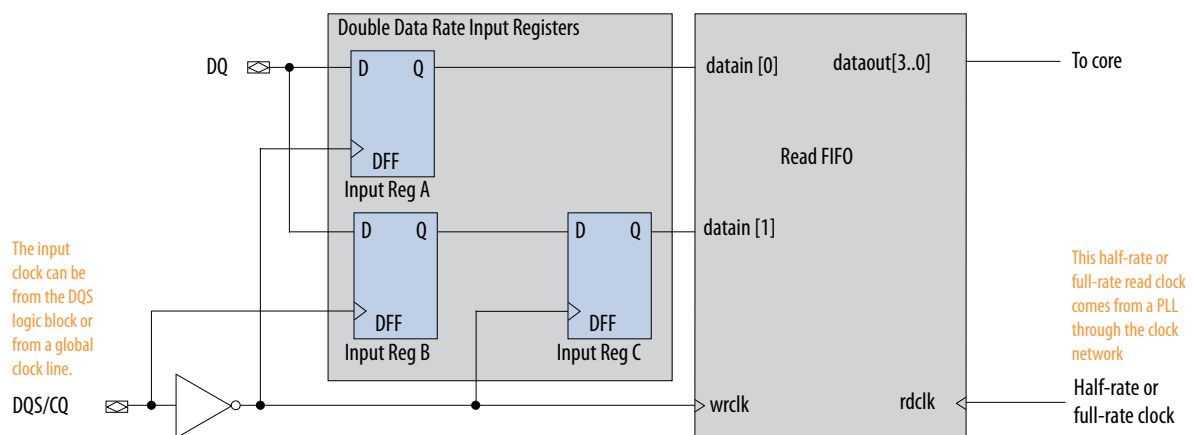 Double Data Rate Input Registers
DQ
D
Q
DFF
Input Reg A
datain [0]
dataout[3..0]
To core
Read FIFO
D
Q
DFF
Input Reg B
D
Q
DFF
Input Reg C
datain [1]
The input
clock can be
from the DQS
logic block or
from a global
clock line.
This half-rate or
full-rate read clock
comes from a PLL
through the clock
network
DQS/CQ
wrclk
rdclk
Half-rate or
full-rate clock